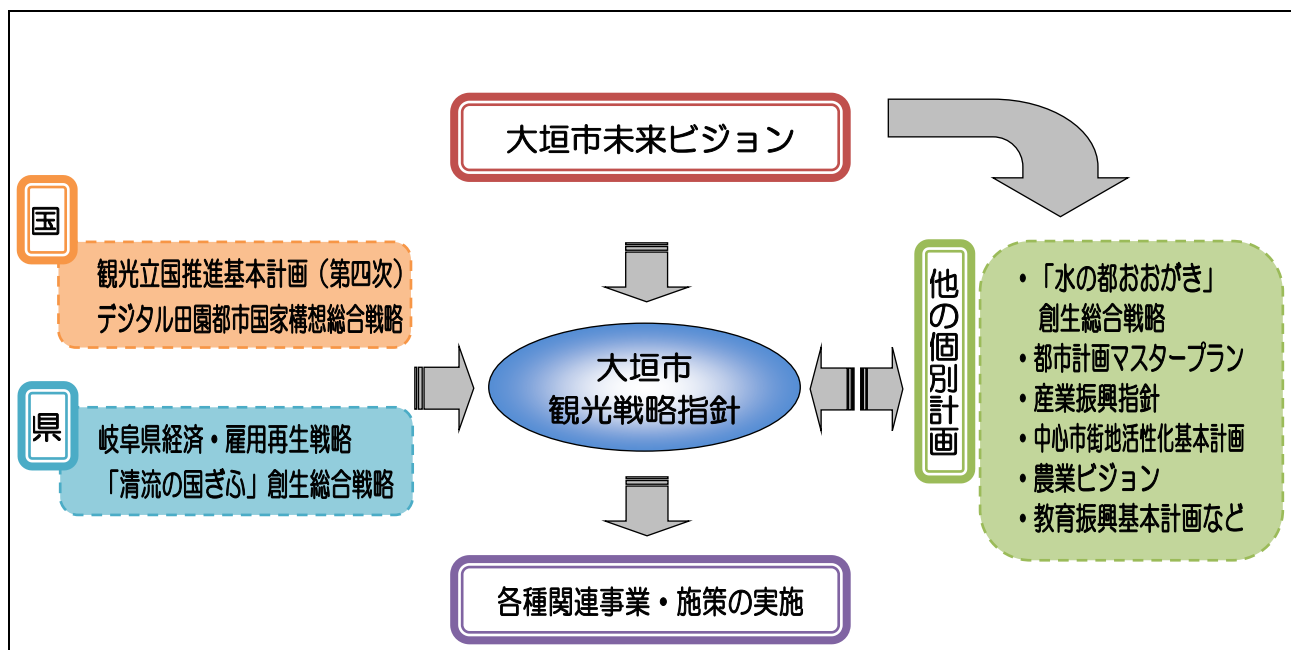 大垣市未来ビジョン
国
観光立国推進基本計画（第四次）
デジタル田園都市国家構想総合戦略
県
岐阜県経済・雇用再生戦略
「清流の国ぎふ」創生総合戦略
大垣市
観光戦略指針
他の個別計画
・「水の都おおがき」
創生総合戦略
・都市計画マスタープラン
・産業振興指針
・中心市街地活性化基本計画
・農業ビジョン
・教育振興基本計画など
各種関連事業・施策の実施